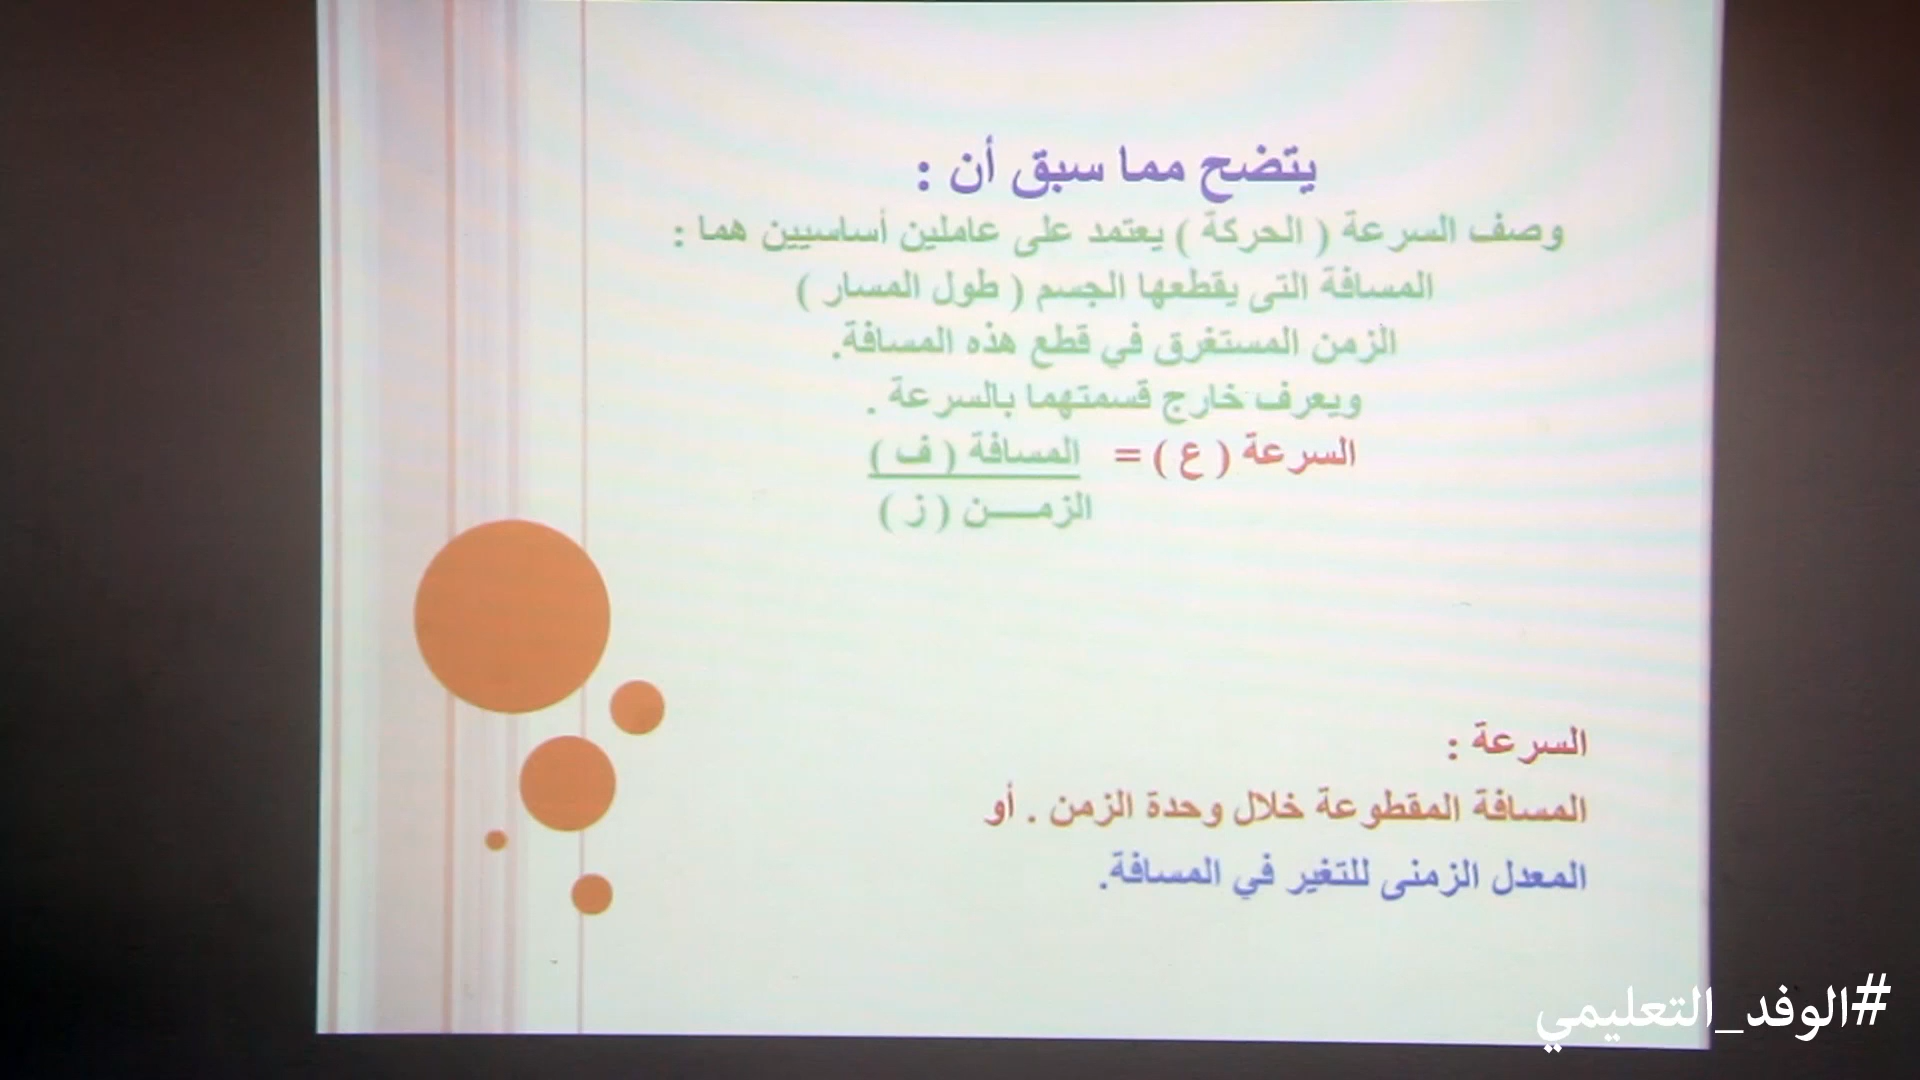 يتضح مما سبق أن :
وصف السرعة ( الحركة ) يعتمد على عاملين أساسيين هما :
المسافة التى يقطعها الجسم ( طول المسار )
الزمن المستغرق في قطع هذه المسافة.
ويعرف خارج قسمتهما بالسرعة .
السرعة ( ع ) = المسافة ( ف )
الزمـــن ( ز )
السرعة :
المسافة المقطوعة خلال وحدة الزمن . أو
المعدل الزمنى للتغير في المسافة.
#الوفد_التعليمي